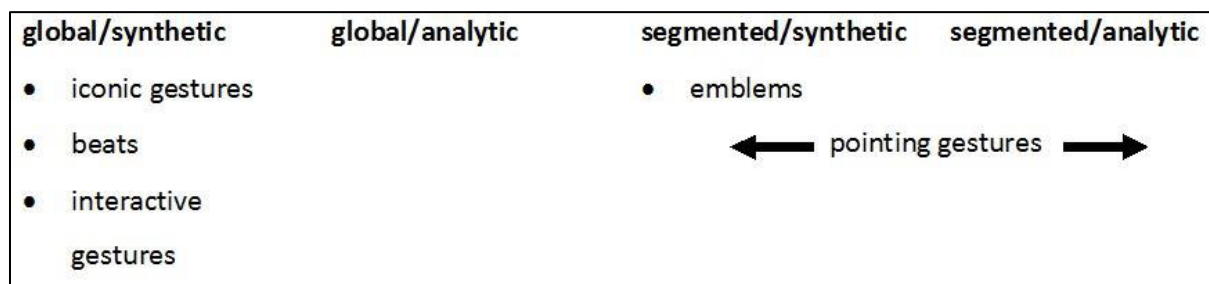 global/synthetic global/analytic segmented/synthetic segmented/analytic
• iconic gestures • emblems
• beats pointing gestures
• interactive
gestures